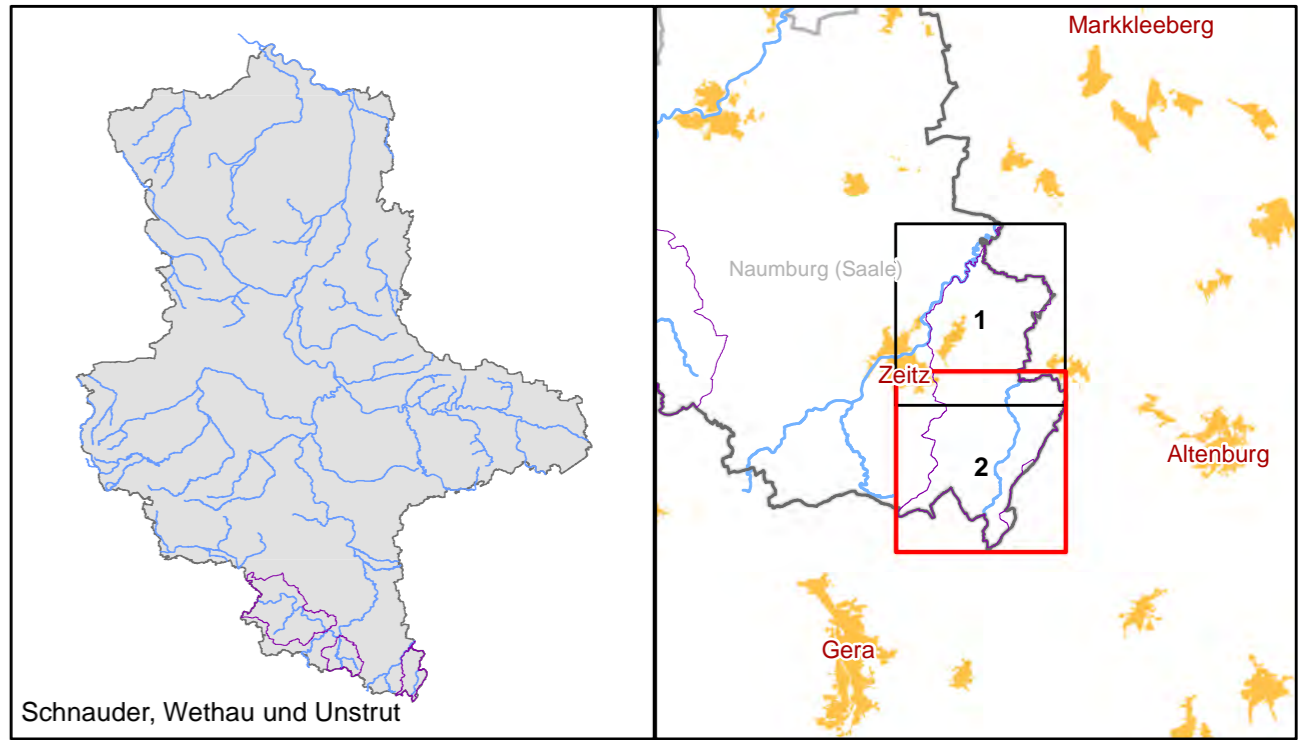 Schnauder, Wethau und Unstrut
Markkleeberg
Naumburg (Saale)
1
Zeitz
2
Altenburg
Gera